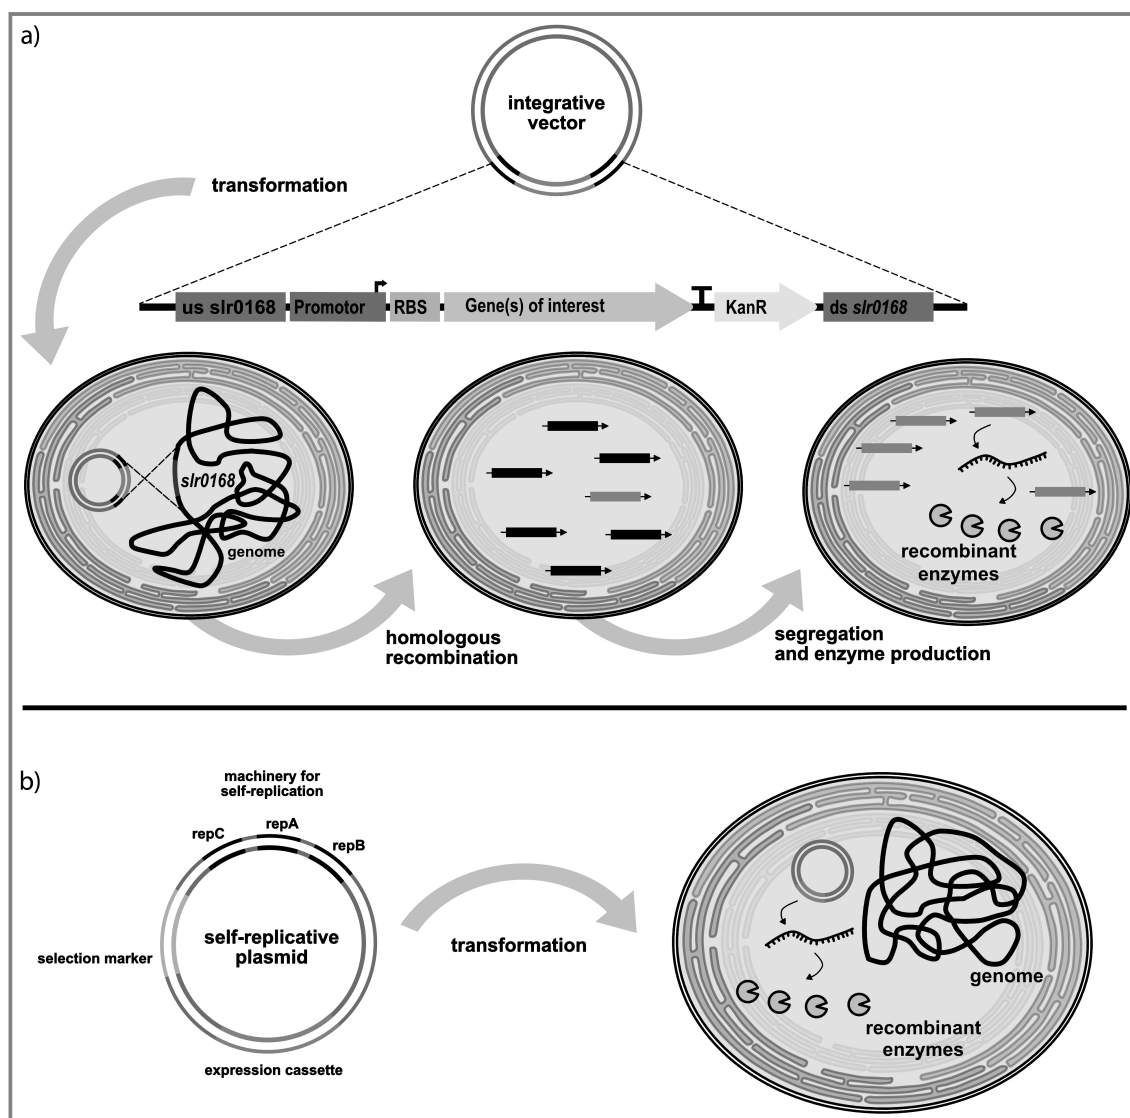 a)
integrative
vector
transformation
us slr0168
Promotor
RBS
Gene(s) of interest
KanR
ds slr0168
slr0168
genome
recombinant
enzymes
homologous
recombination
segregation
and enzyme production
b)
machinery for
self-replication
repC
repA
repB
self-replicative
plasmid
selection marker
expression cassette
transformation
genome
recombinant
enzymes